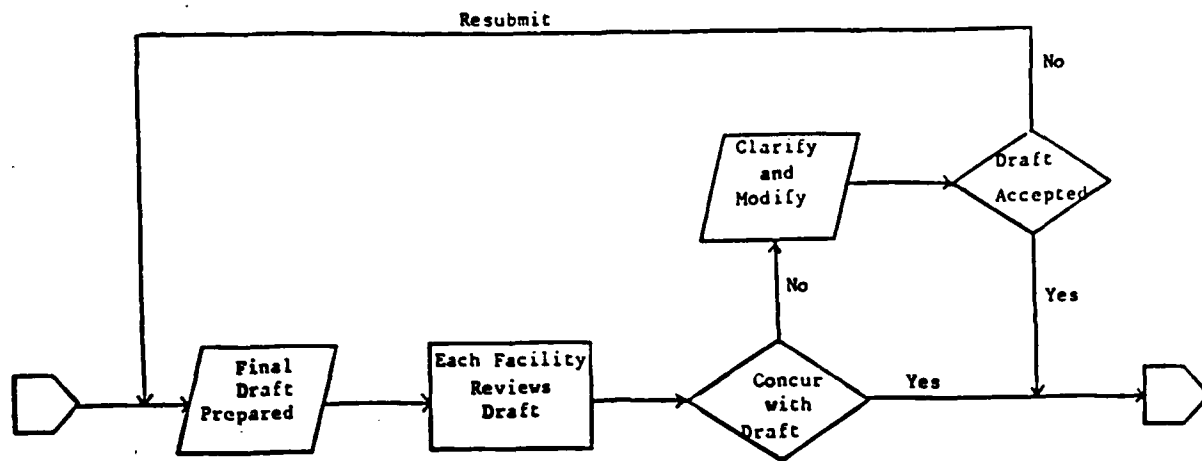 Resubmit
No
Clarify
and
Modify
Draft
Accepted
No
Yes
Final
Draft
Prepared
Each Facility
Reviews
Draft
Concur
with
Draft
Yes